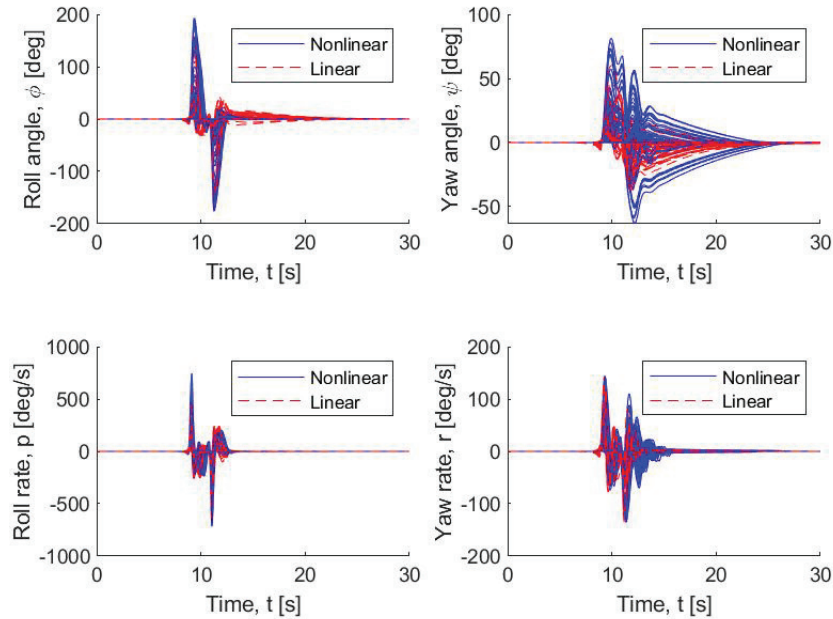 200
100
0
-100
-200
Roll angle, ϕ [deg]
Nonlinear
Linear
0
10
20
30
Time, t [s]
100
50
0
-50
Yaw angle, ψ [deg]
Nonlinear
Linear
0
10
20
30
Time, t [s]
1000
500
0
-500
-1000
Roll rate, p [deg/s]
Nonlinear
Linear
0
10
20
30
Time, t [s]
200
100
0
-100
-200
Yaw rate, r [deg/s]
Nonlinear
Linear
0
10
20
30
Time, t [s]